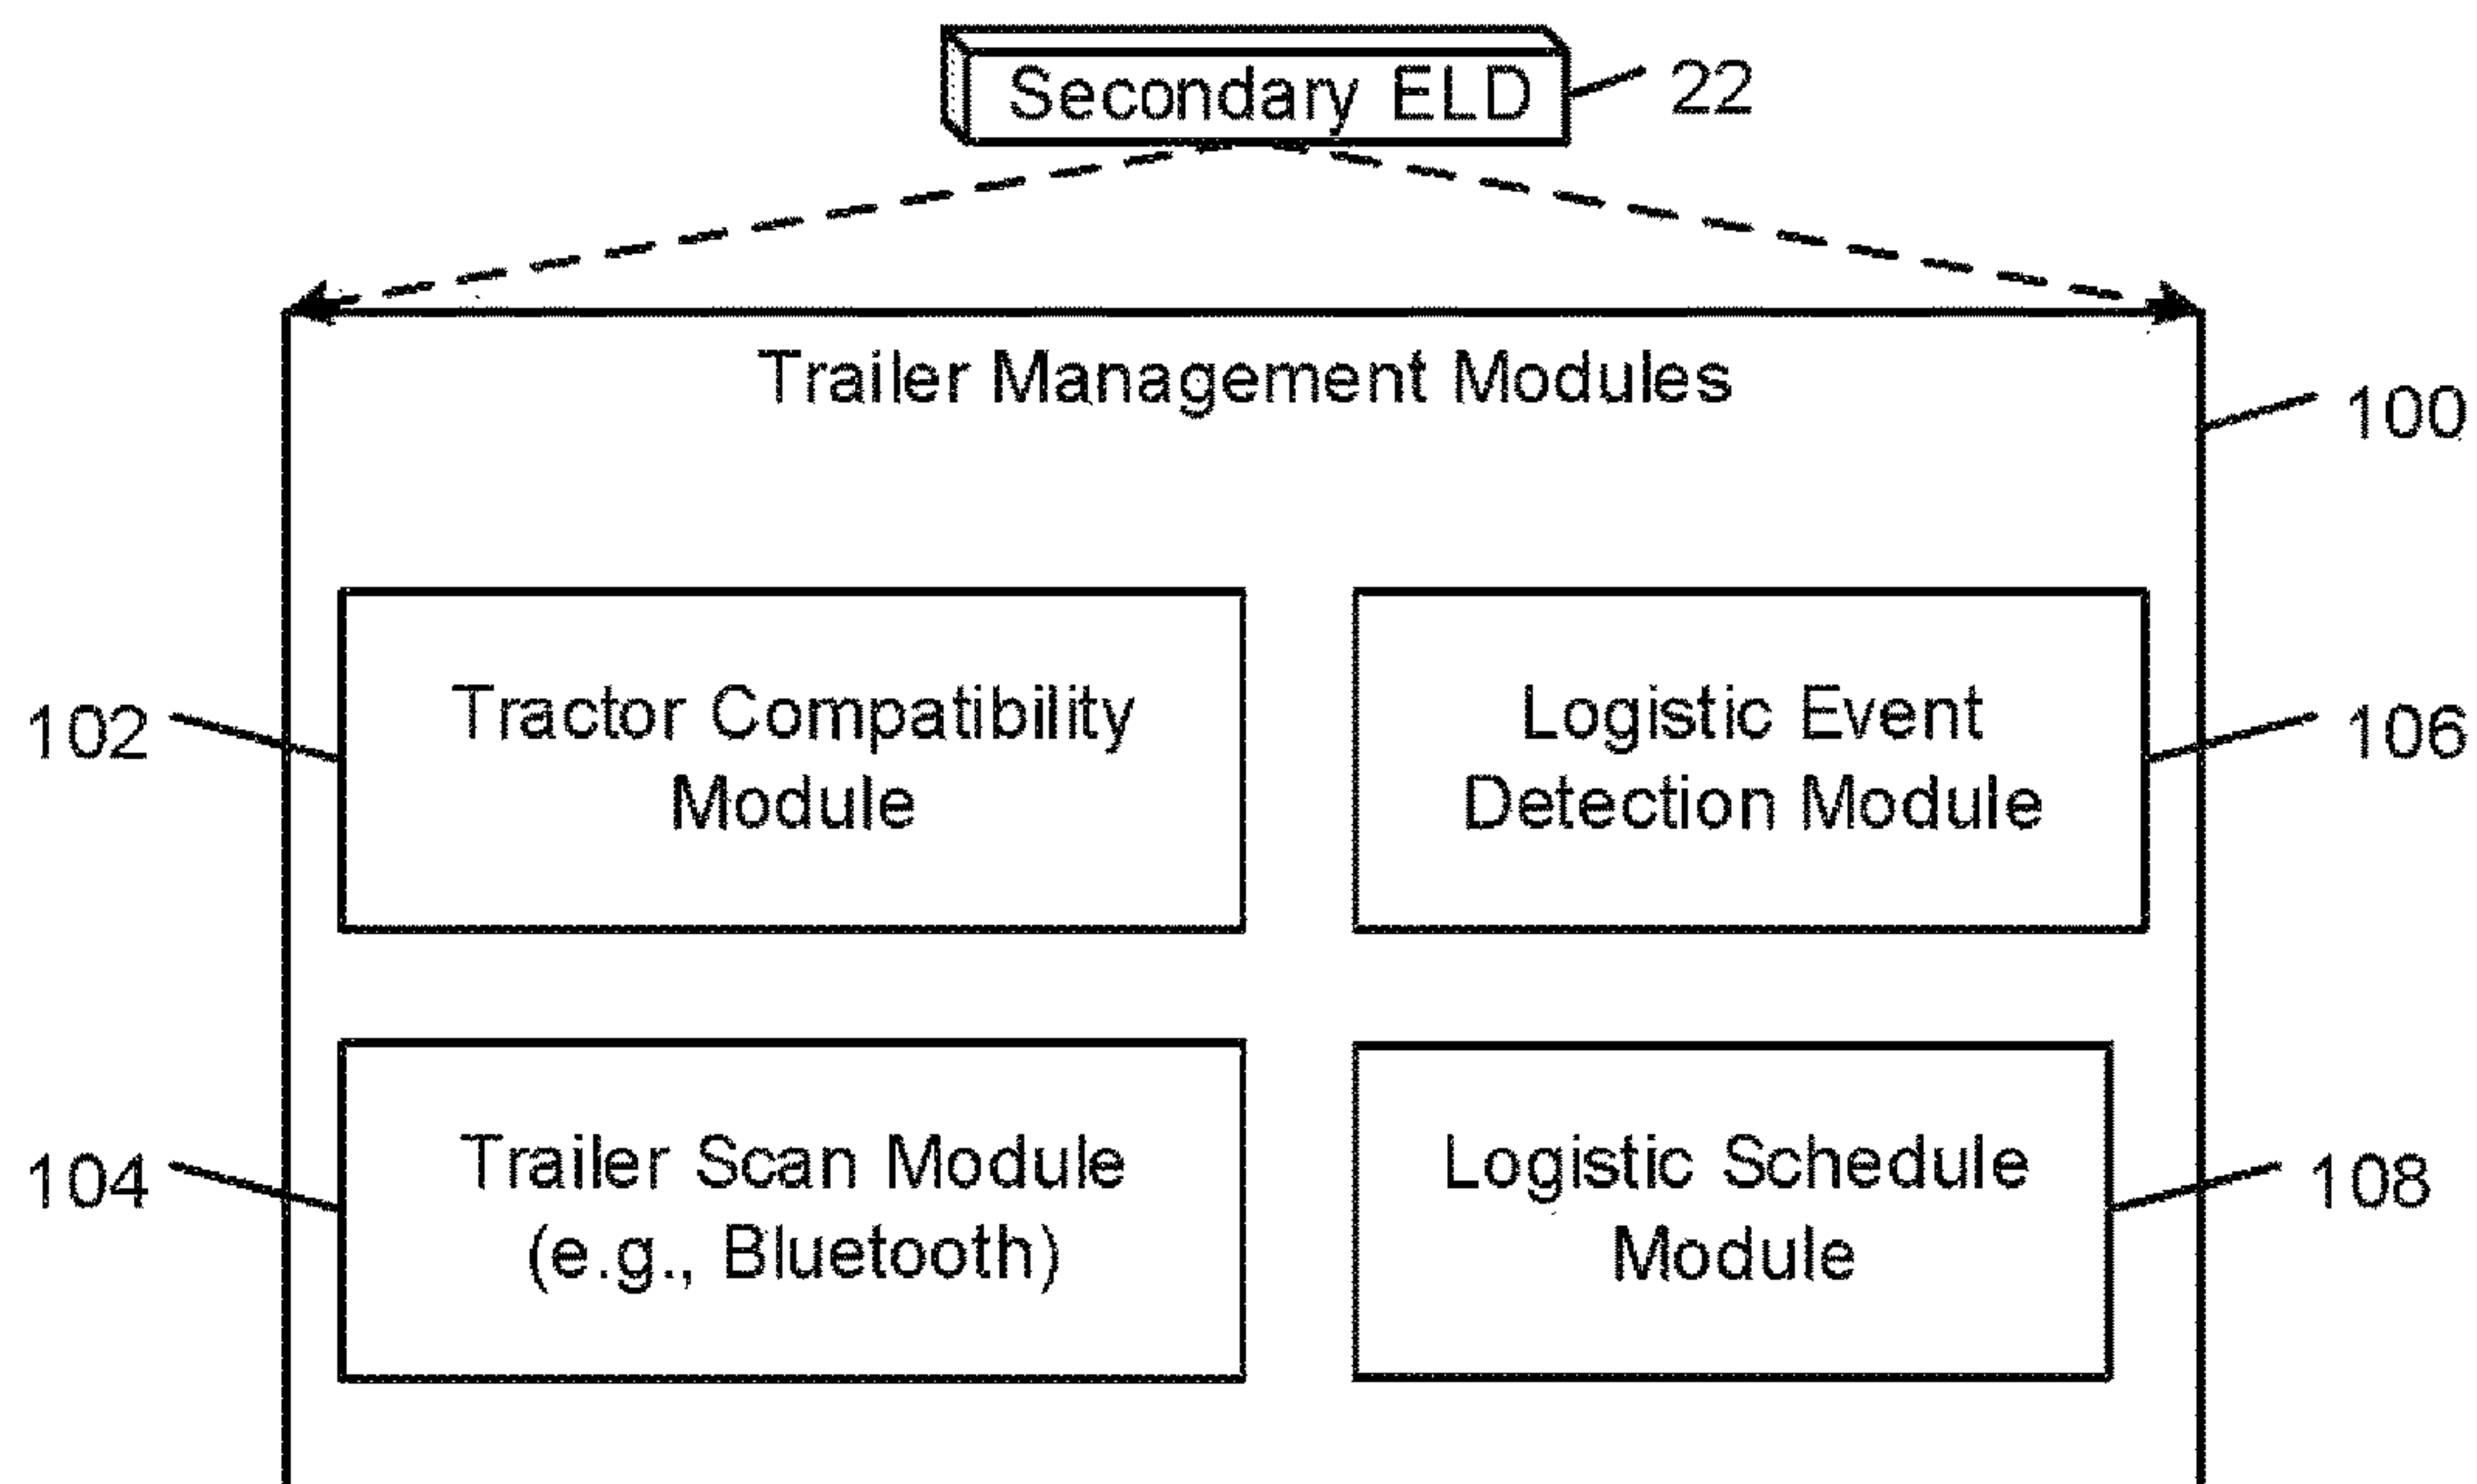 Secondary ELD
22
Trailer Management Modules
100
102
Tractor Compatibility
Module
Logistic Event
Detection Module
106
104
Trailer Scan Module
(e.g., Bluetooth)
Logistic Schedule
Module
108